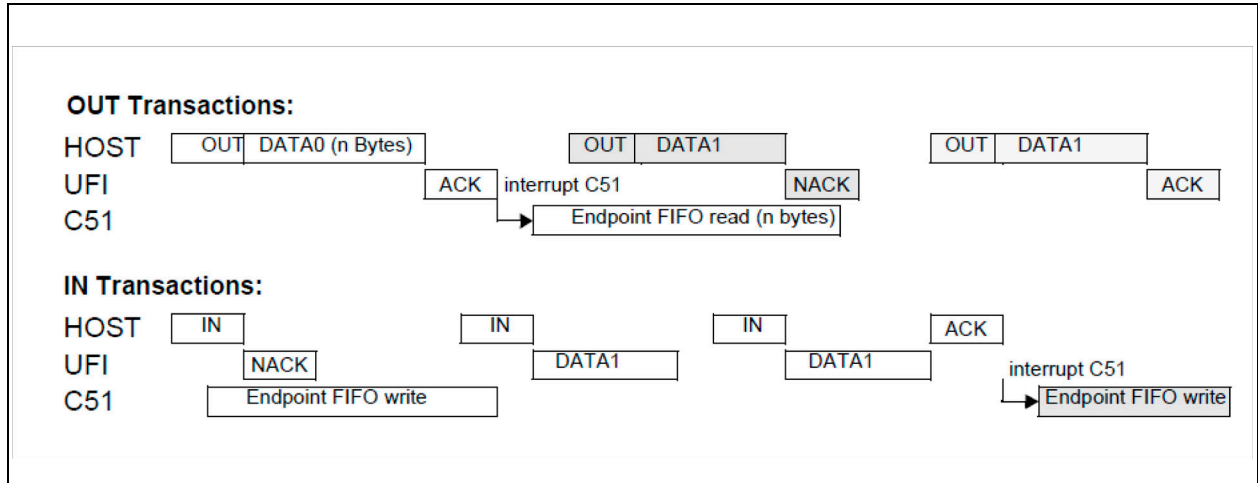 OUT Transactions:
HOST OUT DATA0 (n Bytes) OUT DATA1 OUT DATA1
UFI ACK interrupt C51 NACK ACK
C51 Endpoint FIFO read (n bytes)
IN Transactions:
HOST IN IN IN ACK
UFI NACK DATA1 DATA1 interrupt C51
C51 Endpoint FIFO write Endpoint FIFO write